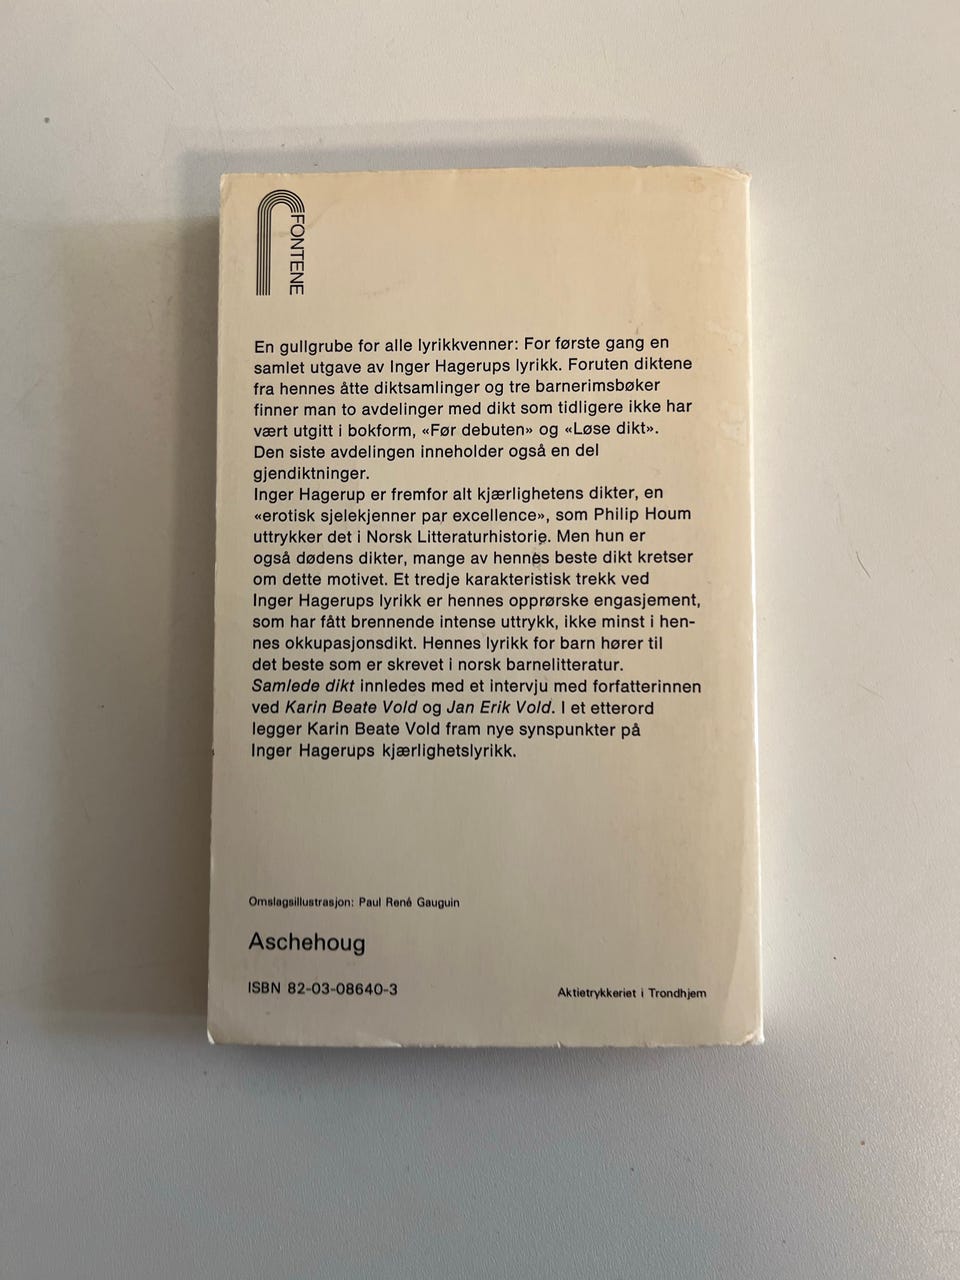 FONTENE
En gullgrube for alle lyrikkvenner: For første gang en
samlet utgave av Inger Hagerups lyrikk. Foruten diktene
fra hennes åtte diktsamlinger og tre barnerimsbøker
finner man to avdelinger med dikt som tidligere ikke har
vært utgitt i bokform, «Før debuten» og «Løse dikt».
Den siste avdelingen inneholder også en del
gjendiktninger.
Inger Hagerup er fremfor alt kjærlighetens dikter, en
«erotisk sjelekjenner par excellence», som Philip Houm
uttrykker det i Norsk Litteraturhistorie. Men hun er
også dødens dikter, mange av hennes beste dikt kretser
om dette motivet. Et tredje karakteristisk trekk ved
Inger Hagerups lyrikk er hennes opprørske engasjement,
som har fått brennende intense uttrykk, ikke minst i hen-
nes okkupasjonsdikt. Hennes lyrikk for barn hører til
det beste som er skrevet i norsk barnelitteratur.
Samlede dikt innledes med et intervju med forfatterinnen
ved Karin Beate Vold og Jan Erik Vold. I et etterord
legger Karin Beate Vold fram nye synspunkter på
Inger Hagerups kjærlighetslyrikk.
Omslagsillustrasjon: Paul René Gauguin
Aschehoug
ISBN 82-03-08640-3
Aktietrykkeriet i Trondhjem